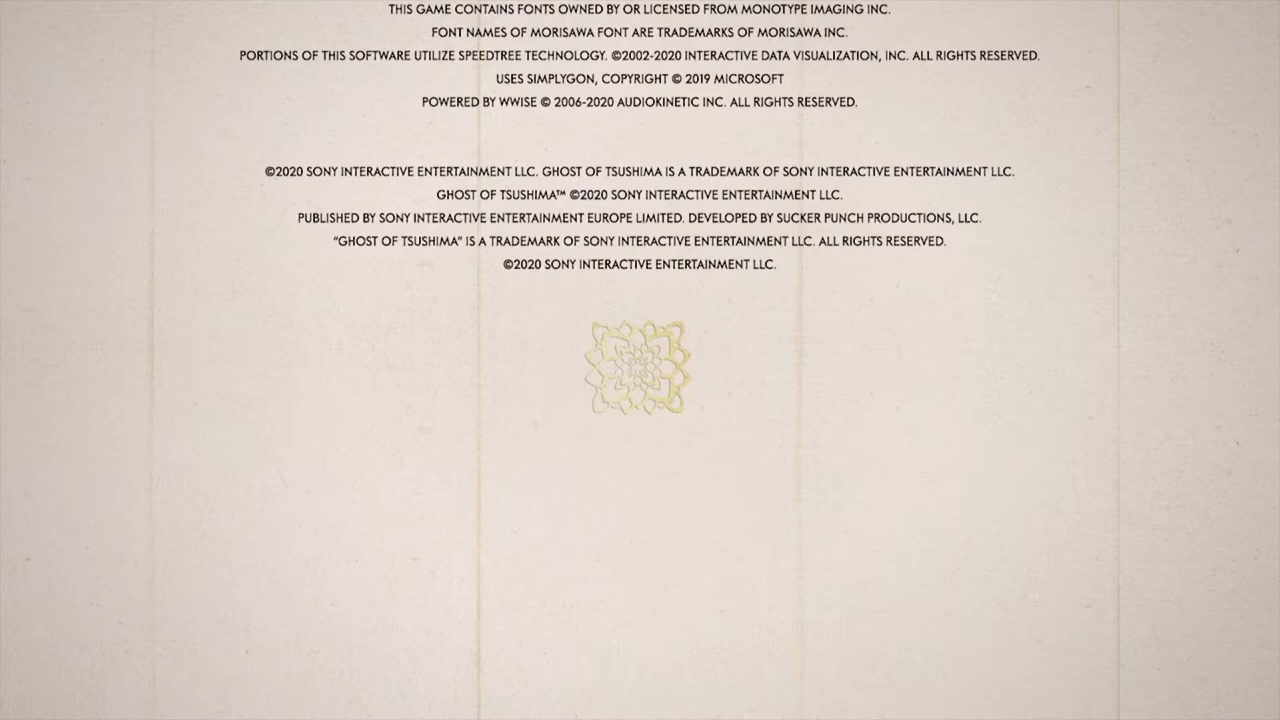 THIS GAME CONTAINS FONTS OWNED BY OR LICENSED FROM MONOTYPE IMAGING INC.
FONT NAMES OF MORISAWA FONT ARE TRADEMARKS OF MORISAWA INC.
PORTIONS OF THIS SOFTWARE UTILIZE SPEEDTREE TECHNOLOGY. ©2002-2020 INTERACTIVE DATA VISUALIZATION, INC. ALL RIGHTS RESERVED.
USES SIMPLYGON, COPYRIGHT © 2019 MICROSOFT
POWERED BY WWISE © 2006-2020 AUDIOKINETIC INC. ALL RIGHTS RESERVED.
©2020 SONY INTERACTIVE ENTERTAINMENT LLC. GHOST OF TSUSHIMA IS A TRADEMARK OF SONY INTERACTIVE ENTERTAINMENT LLC.
GHOST OF TSUSHIMA™ ©2020 SONY INTERACTIVE ENTERTAINMENT LLC.
PUBLISHED BY SONY INTERACTIVE ENTERTAINMENT EUROPE LIMITED. DEVELOPED BY SUCKER PUNCH PRODUCTIONS, LLC.
“GHOST OF TSUSHIMA” IS A TRADEMARK OF SONY INTERACTIVE ENTERTAINMENT LLC. ALL RIGHTS RESERVED.
©2020 SONY INTERACTIVE ENTERTAINMENT LLC.